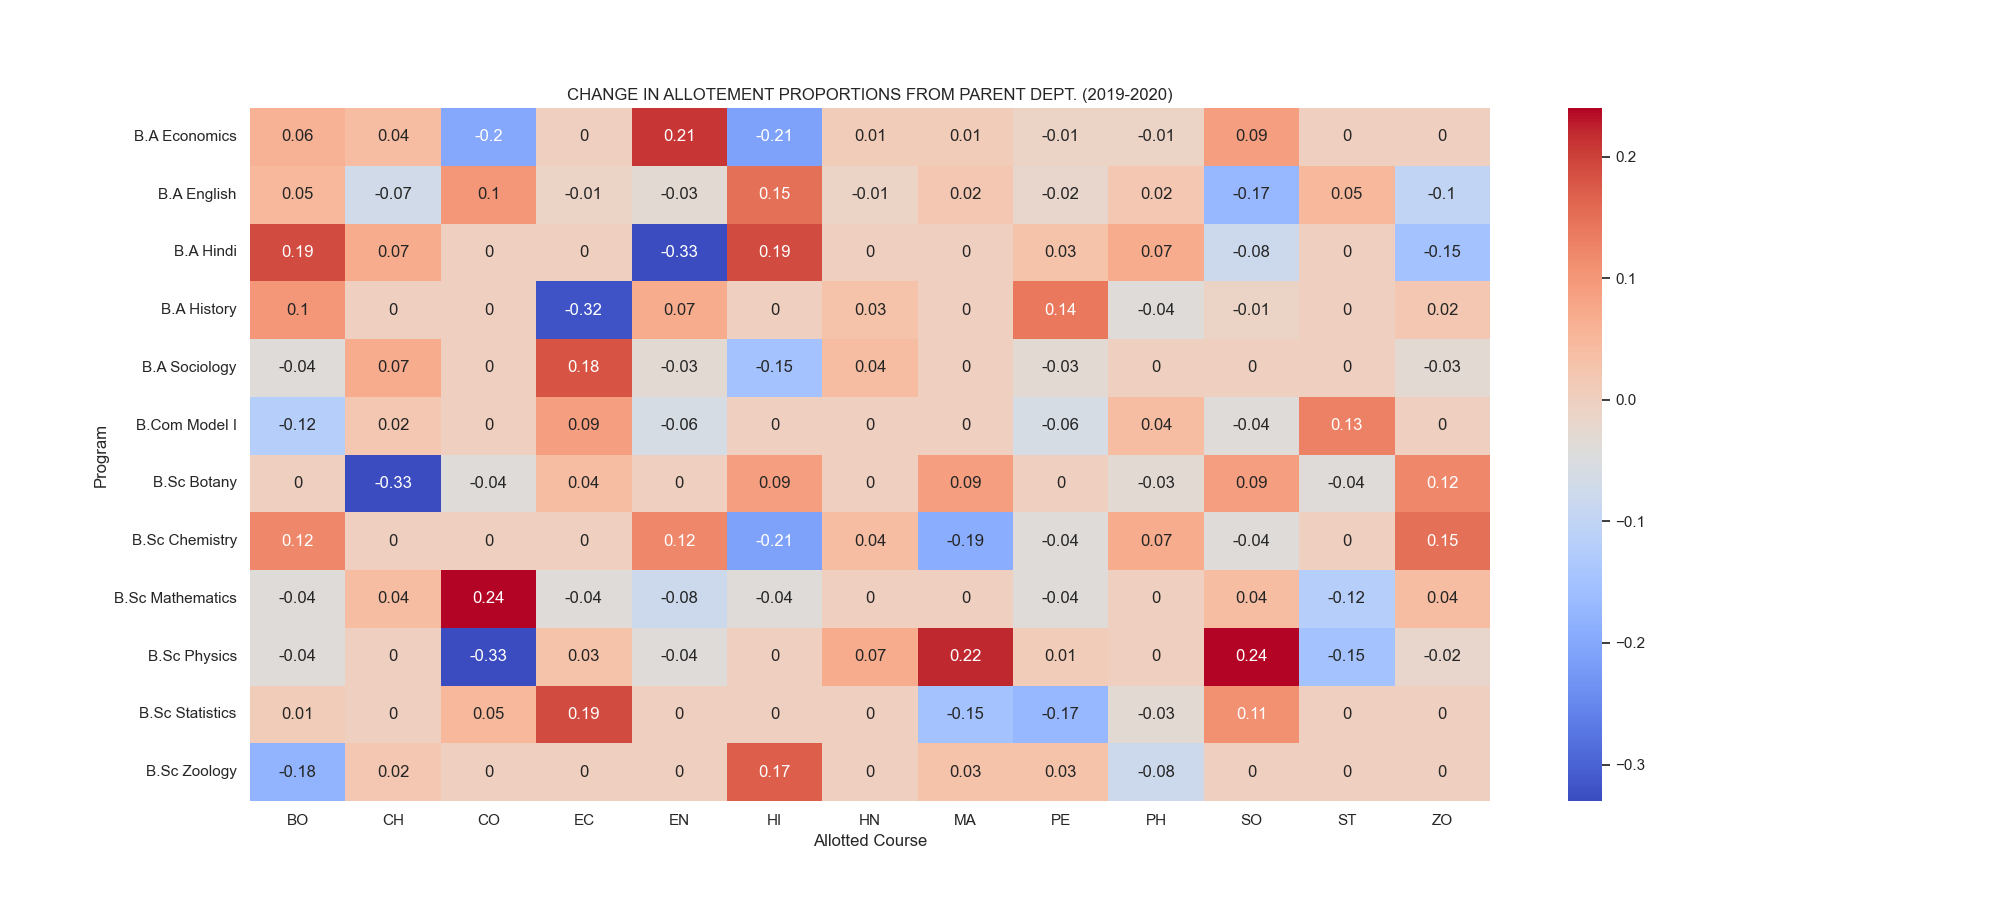 CHANGE IN ALLOTEMENT PROPORTIONS FROM PARENT DEPT. (2019-2020)
Program
B.A Economics 0.06 0.04 -0.2 0 0.21 -0.21 0.01 0.01 -0.01 -0.01 0.09 0 0
B.A English 0.05 -0.07 0.1 -0.01 -0.03 0.15 -0.01 0.02 -0.02 0.02 -0.17 0.05 -0.1
B.A Hindi 0.19 0.07 0 0 -0.33 0.19 0 0 0.03 0.07 -0.08 0 -0.15
B.A History 0.1 0 0 -0.32 0.07 0 0.03 0 0.14 -0.04 -0.01 0 0.02
B.A Sociology -0.04 0.07 0 0.18 -0.03 -0.15 0.04 0 -0.03 0 0 0 -0.03
B.Com Model I -0.12 0.02 0 0.09 -0.06 0 0 0 -0.06 0.04 -0.04 0.13 0
B.Sc Botany 0 -0.33 -0.04 0.04 0 0.09 0 0.09 0 -0.03 0.09 -0.04 0.12
B.Sc Chemistry 0.12 0 0 0 0.12 -0.21 0.04 -0.19 -0.04 0.07 -0.04 0 0.15
B.Sc Mathematics -0.04 0.04 0.24 -0.04 -0.08 -0.04 0 0 -0.04 0 0.04 -0.12 0.04
B.Sc Physics -0.04 0 -0.33 0.03 -0.04 0 0.07 0.22 0.01 0 0.24 -0.15 -0.02
B.Sc Statistics 0.01 0 0.05 0.19 0 0 0 -0.15 -0.17 -0.03 0.11 0 0
B.Sc Zoology -0.18 0.02 0 0 0 0.17 0 0.03 0.03 -0.08 0 0 0
BO CH CO EC EN HI HN MA PE PH SO ST ZO
Allotted Course
0.2
0.1
0.0
−0.1
−0.2
−0.3